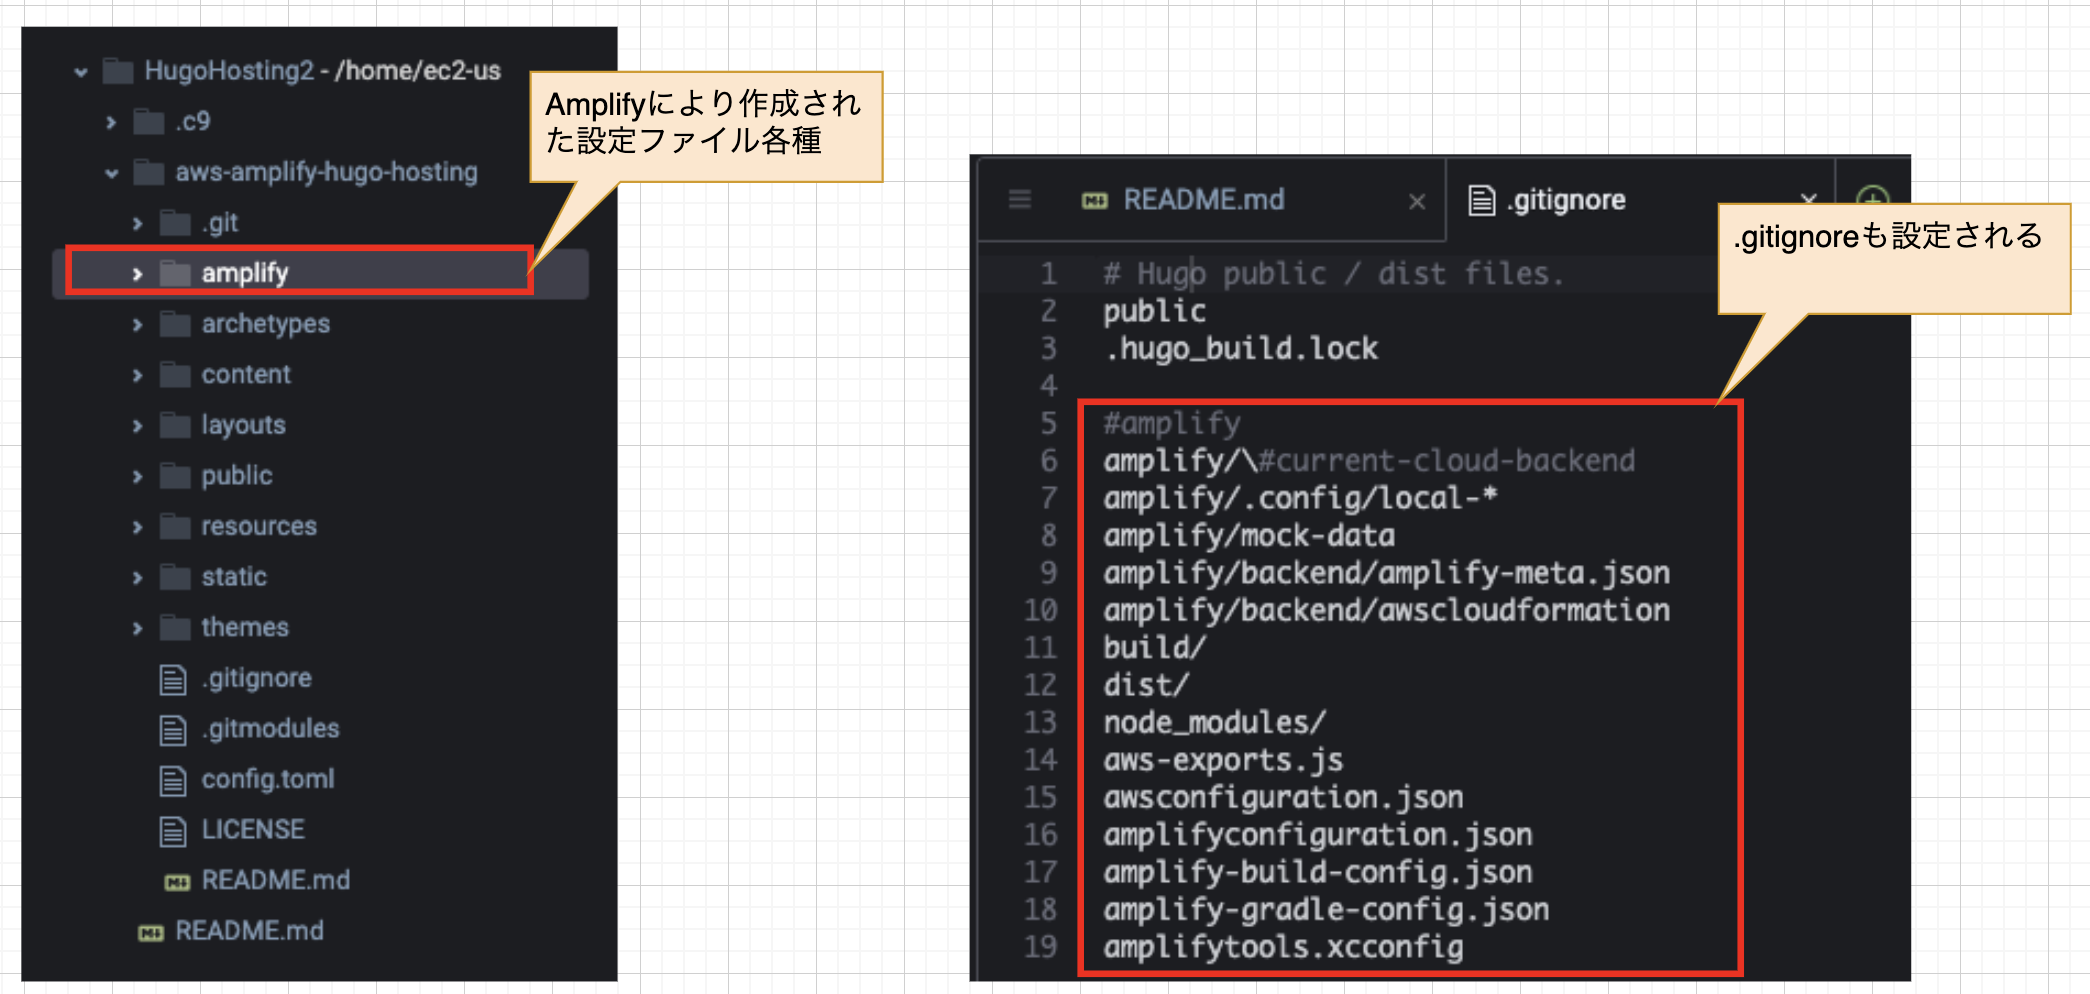 HugoHosting2 - /home/ec2-us
.c9
aws-amplify-hugo-hosting
.git
amplify
archetypes
content
layouts
public
resources
static
themes
.gitignore
.gitmodules
config.toml
LICENSE
README.md
README.md
Amplifyにより作成され
た設定ファイル各種
README.md
.gitignore
.gitignoreも設定される
1 # Hugo public / dist files.
2 public
3 .hugo_build.lock
4
5 #amplify
6 amplify/\#current-cloud-backend
7 amplify/.config/local-*
8 amplify/mock-data
9 amplify/backend/amplify-meta.json
10 amplify/backend/awscloudformation
11 build/
12 dist/
13 node_modules/
14 aws-exports.js
15 awsconfiguration.json
16 amplifyconfiguration.json
17 amplify-build-config.json
18 amplify-gradle-config.json
19 amplifytools.xcconfig